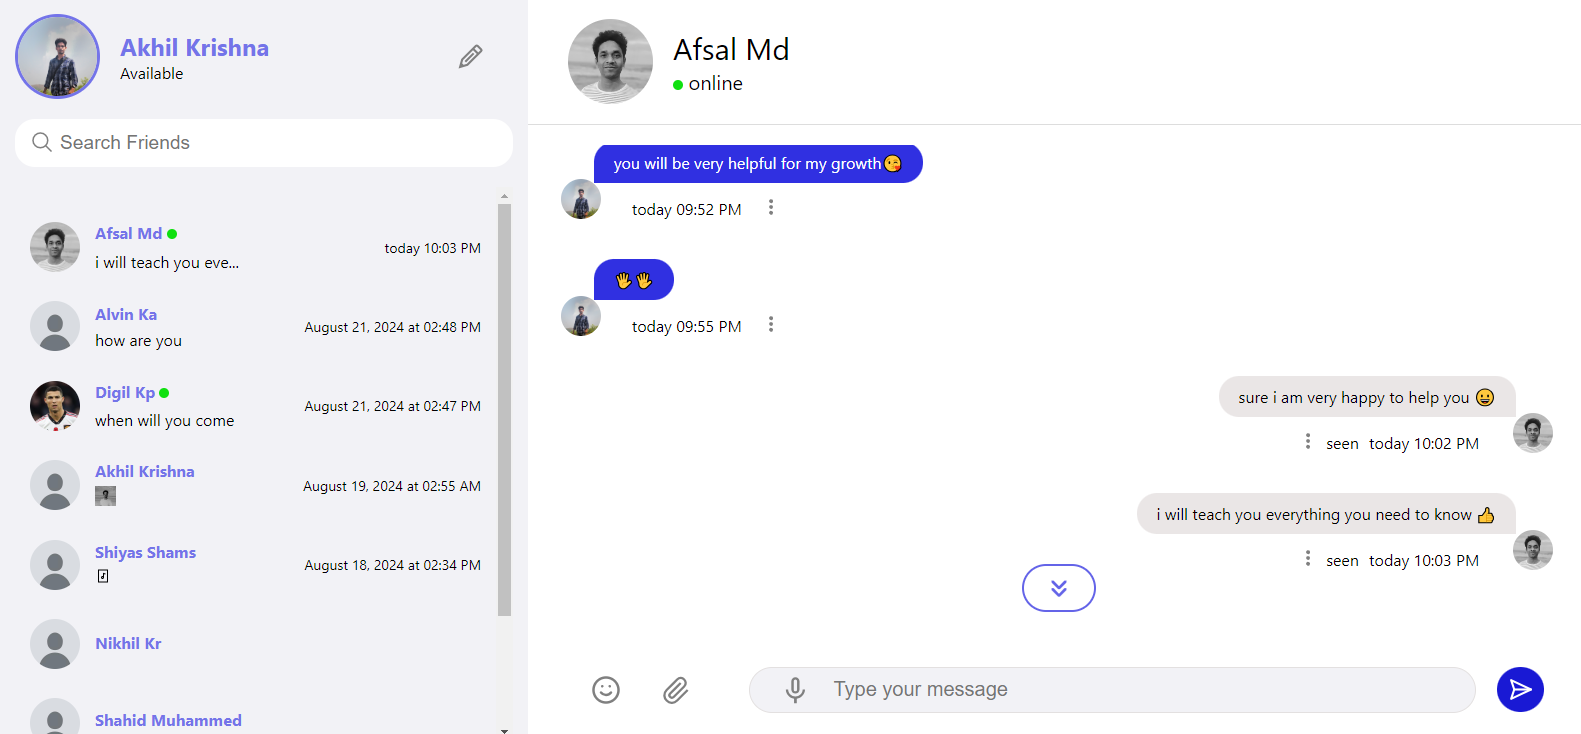 Akhil Krishna
Available
Search Friends
Afsal Md
today 10:03 PM
i will teach you eve...
Alvin Ka
August 21, 2024 at 02:48 PM
how are you
Digil Kp
August 21, 2024 at 02:47 PM
when will you come
Akhil Krishna
August 19, 2024 at 02:55 AM
Shiyas Shams
August 18, 2024 at 02:34 PM
Nikhil Kr
Shahid Muhammed
Afsal Md
online
you will be very helpful for my growth😘
today 09:52 PM
🖐🖐
today 09:55 PM
sure i am very happy to help you 😀
seen today 10:02 PM
i will teach you everything you need to know 👍
seen today 10:03 PM
Type your message